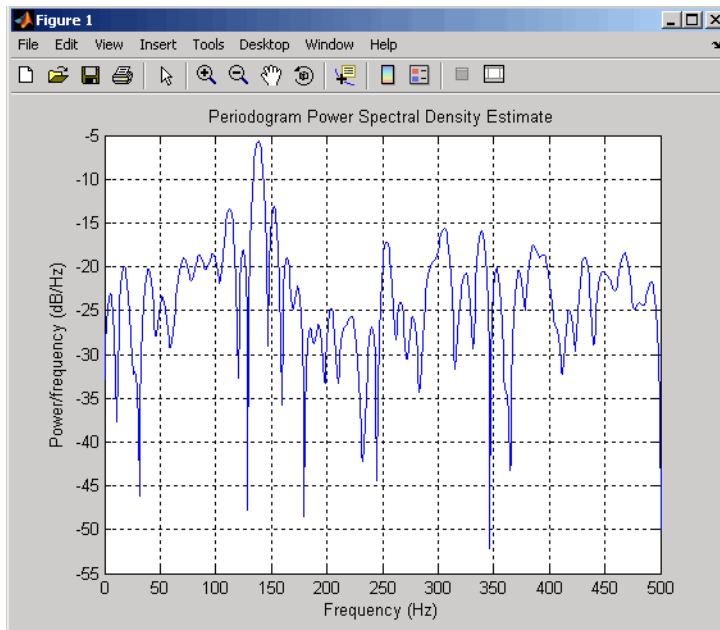 Figure 1
File Edit View Insert Tools Desktop Window Help
Periodogram Power Spectral Density Estimate
Power/frequency (dB/Hz)
-5
-10
-15
-20
-25
-30
-35
-40
-45
-50
-55
0 50 100 150 200 250 300 350 400 450 500
Frequency (Hz)